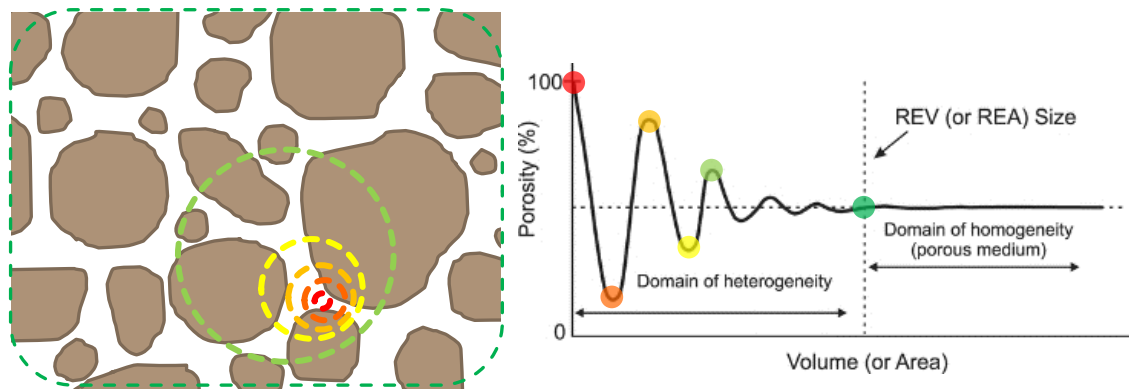 100
REV (or REA) Size
Porosity (%)
Domain of homogeneity
(porous medium)
Domain of heterogeneity
0
Volume (or Area)